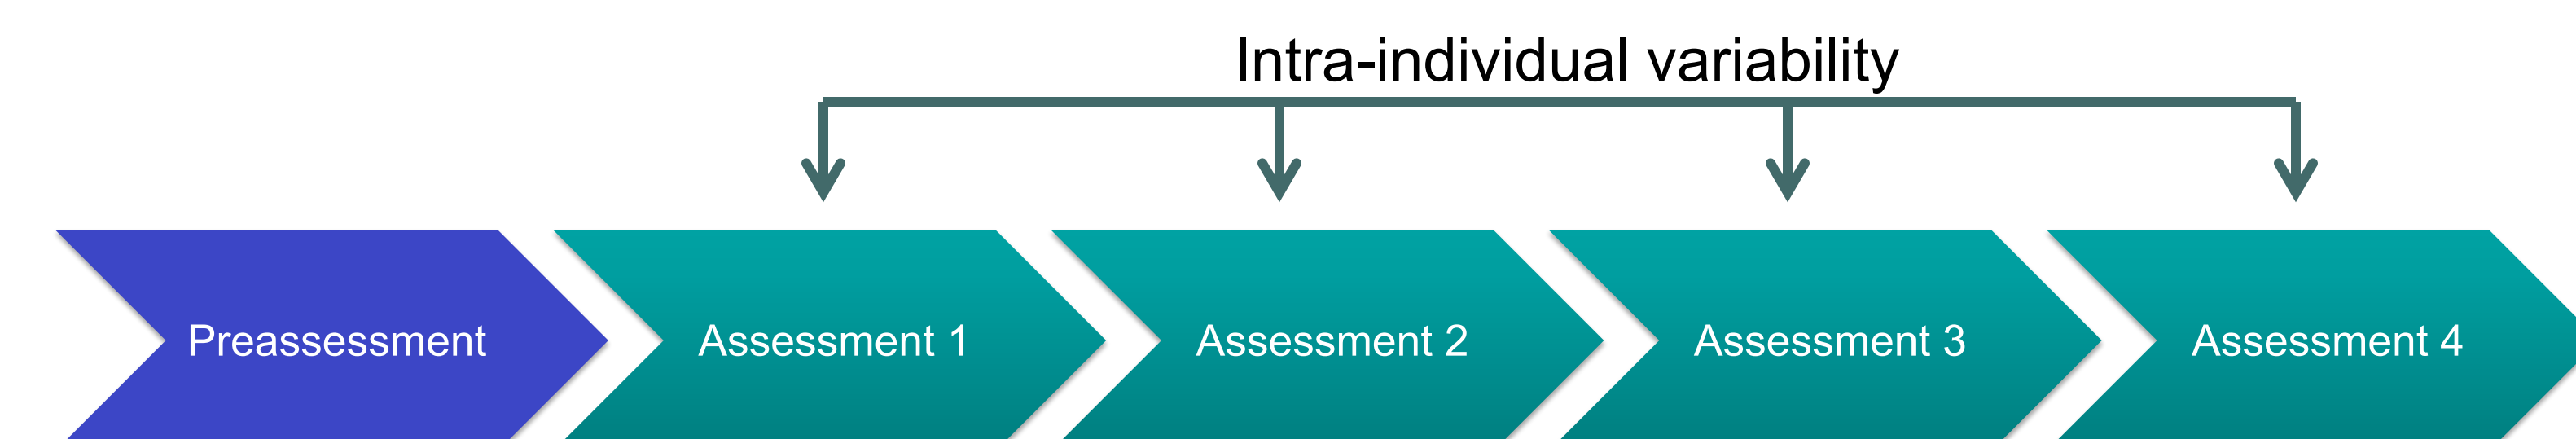 Intra-individual variability
Preassessment
Assessment 1
Assessment 2
Assessment 3
Assessment 4